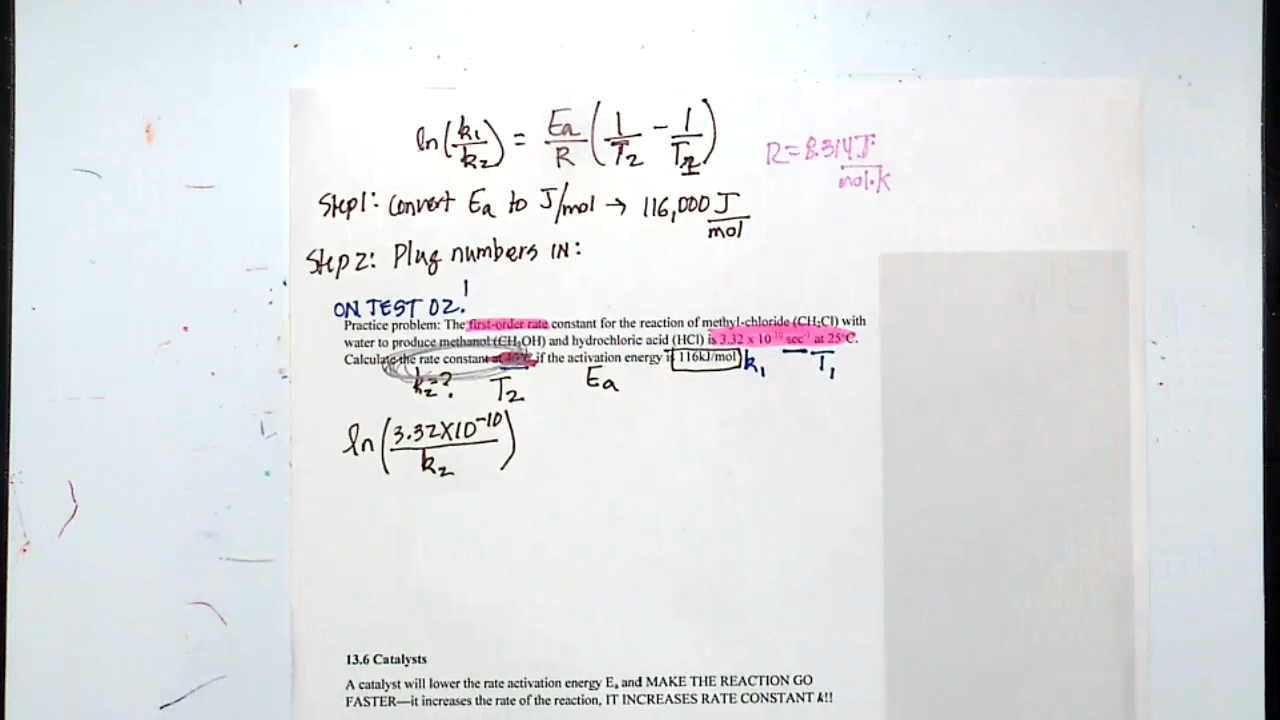 ln(k₁/k₂) = Ea/R (1/T₂ - 1/T₁)
R = 8.314 J/mol·K
Step 1: Convert Ea to J/mol → 116,000 J/mol
Step 2: Plug numbers IN:
ON TEST 02!
Practice problem: The first-order rate constant for the reaction of methyl-chloride (CH₃Cl) with
water to produce methanol (CH₃OH) and hydrochloric acid (HCl) is 3.32 x 10⁻¹⁰ sec⁻¹ at 25°C.
Calculate the rate constant at if the activation energy is 116kJ/mol k₁ T₁
k₂=? T₂ Ea
ln(3.32X10⁻¹⁰/k₂)
13.6 Catalysts
A catalyst will lower the rate activation energy Eₐ and MAKE THE REACTION GO
FASTER—it increases the rate of the reaction, IT INCREASES RATE CONSTANT k!!